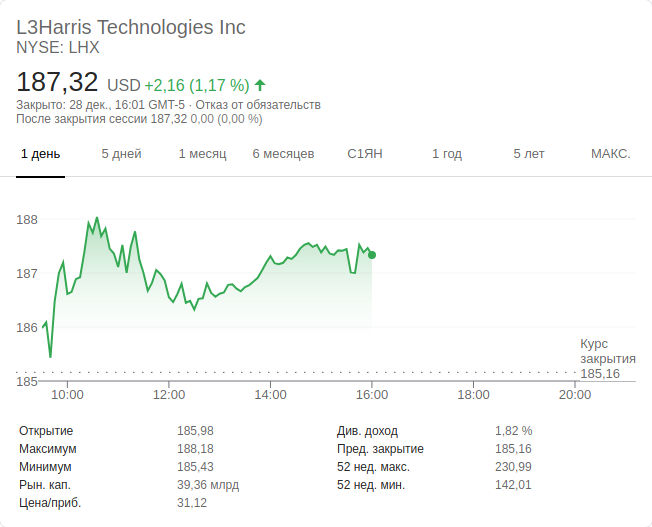 L3Harris Technologies Inc
NYSE: LHX
187,32 USD +2,16 (1,17 %)
Закрыто: 28 дек., 16:01 GMT-5 · Отказ от обязательств
После закрытия сессии 187,32 0,00 (0,00 %)
1 день 5 дней 1 месяц 6 месяцев С1ЯН 1 год 5 лет МАКС.
188
187
186
Курс
закрытия
185,16
185
10:00 12:00 14:00 16:00 18:00 20:00
Открытие 185,98 Див. доход 1,82 %
Максимум 188,18 Пред. закрытие 185,16
Минимум 185,43 52 нед. макс. 230,99
Рын. кап. 39,36 млрд 52 нед. мин. 142,01
Цена/приб. 31,12